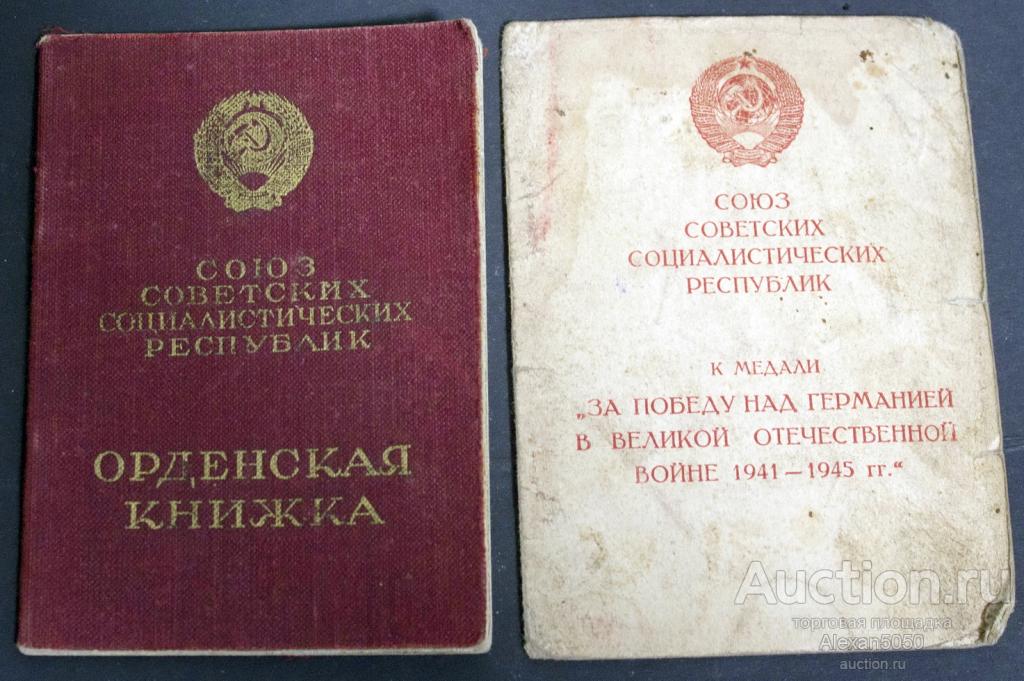 СОЮЗ
СОВЕТСКИХ
СОЦИАЛИСТИЧЕСКИХ
РЕСПУБЛИК
ОРДЕНСКАЯ
КНИЖКА
СОЮЗ
СОВЕТСКИХ
СОЦИАЛИСТИЧЕСКИХ
РЕСПУБЛИК
К МЕДАЛИ
„ЗА ПОБЕДУ НАД ГЕРМАНИЕЙ
В ВЕЛИКОЙ ОТЕЧЕСТВЕННОЙ
ВОЙНЕ 1941—1945 гг.“
Auction.ru
торговая площадка
Alexan5050
auction.ru